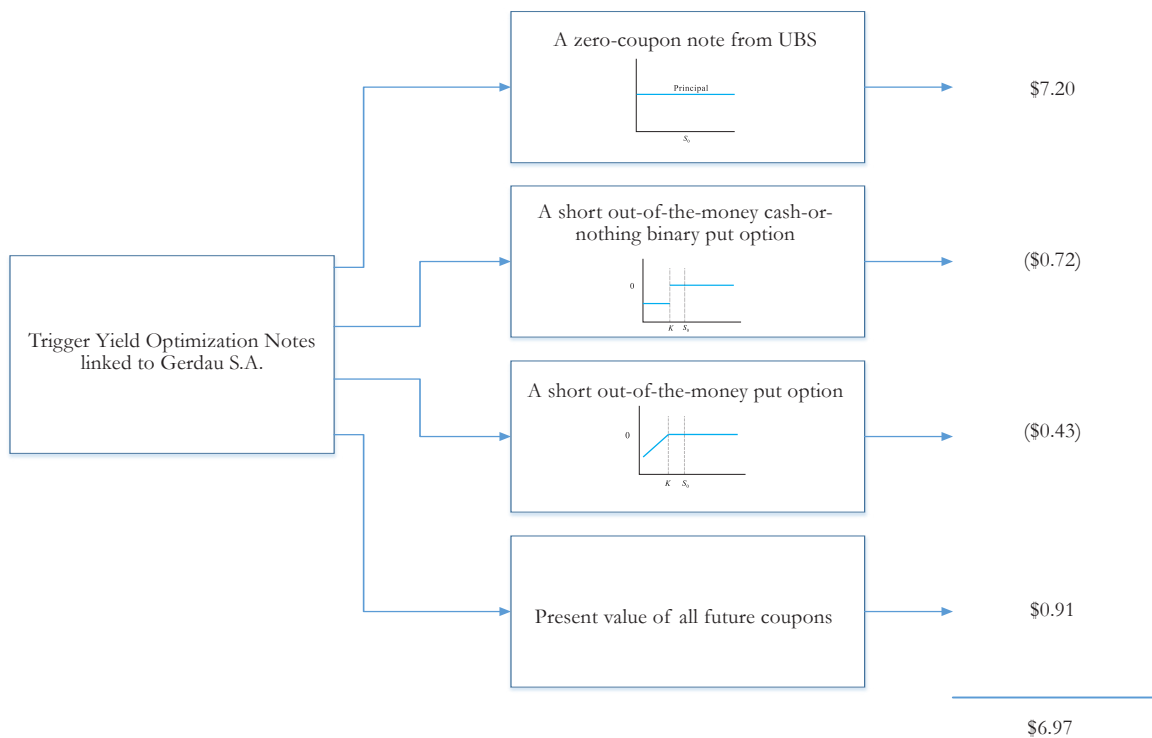 A zero-coupon note from UBS
Principal
S₀
$7.20
A short out-of-the-money cash-or-
nothing binary put option
0
K S₀
($0.72)
Trigger Yield Optimization Notes
linked to Gerdau S.A.
A short out-of-the-money put option
0
K S₀
($0.43)
Present value of all future coupons
$0.91
$6.97